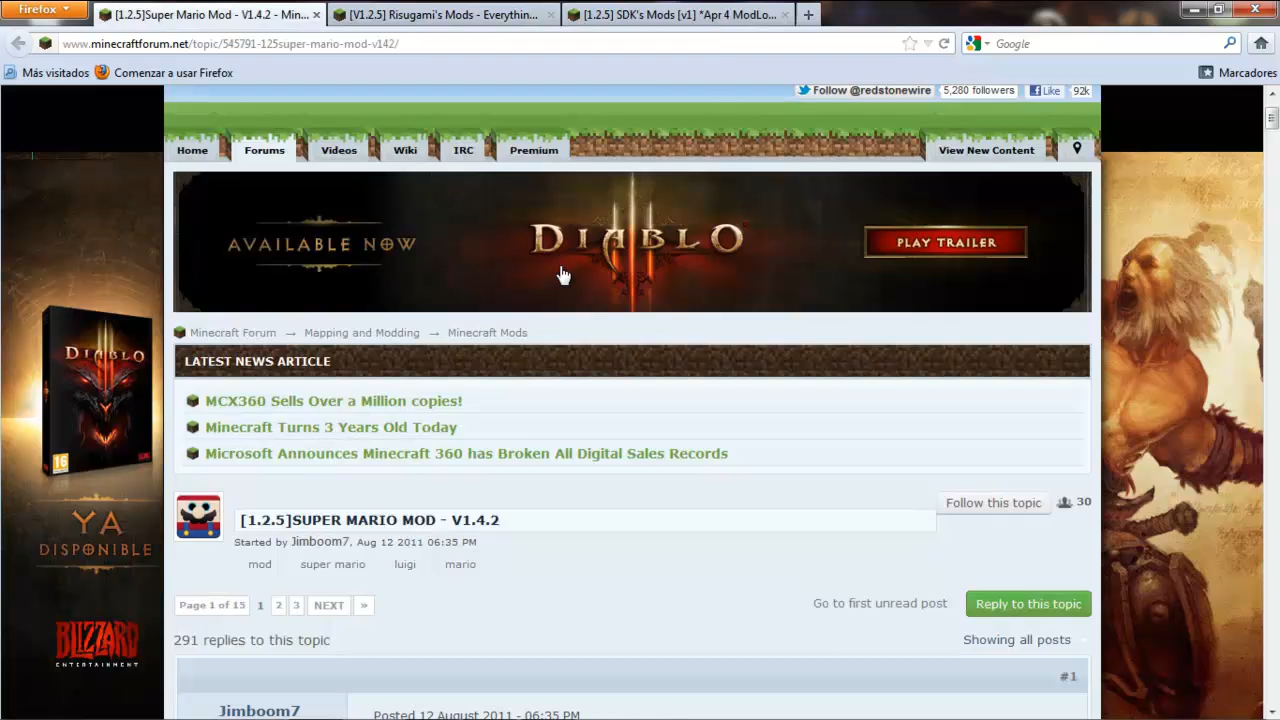 Firefox
[1.2.5]Super Mario Mod - V1.4.2 - Min...
[V1.2.5] Risugami's Mods - Everythin...
[1.2.5] SDK's Mods [v1] *Apr 4 ModLo...
www.minecraftforum.net/topic/545791-125super-mario-mod-v142/
Google
Más visitados
Comenzar a usar Firefox
Marcadores
Follow @redstonewire
5,280 followers
Like
92k
Home
Forums
Videos
Wiki
IRC
Premium
View New Content
AVAILABLE NOW
DIABLO
PLAY TRAILER
Minecraft Forum → Mapping and Modding → Minecraft Mods
LATEST NEWS ARTICLE
MCX360 Sells Over a Million copies!
Minecraft Turns 3 Years Old Today
Microsoft Announces Minecraft 360 has Broken All Digital Sales Records
DIABLO
16
YA
DISPONIBLE
BLIZZARD
ENTERTAINMENT
[1.2.5]SUPER MARIO MOD - V1.4.2
Follow this topic
30
Started by Jimboom7, Aug 12 2011 06:35 PM
mod
super mario
luigi
mario
Page 1 of 15
1
2
3
NEXT
»
Go to first unread post
Reply to this topic
291 replies to this topic
Showing all posts
#1
Jimboom7
Posted 12 August 2011 - 06:35 PM